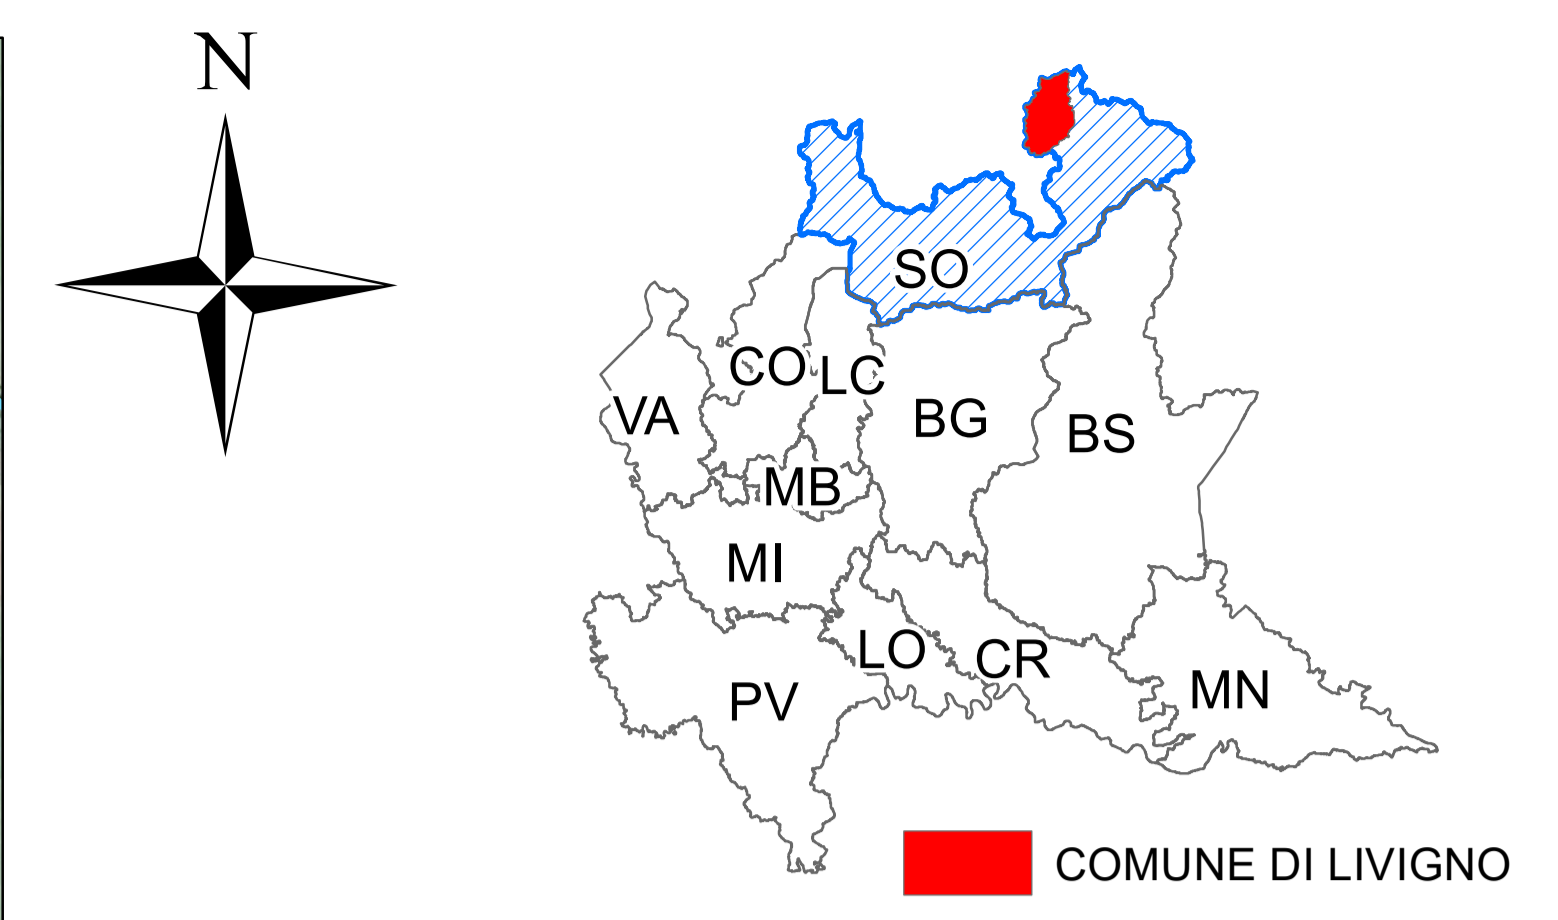 N
SO
CO
LC
VA
BG
BS
MB
MI
LO
CR
PV
MN
COMUNE DI LIVIGNO